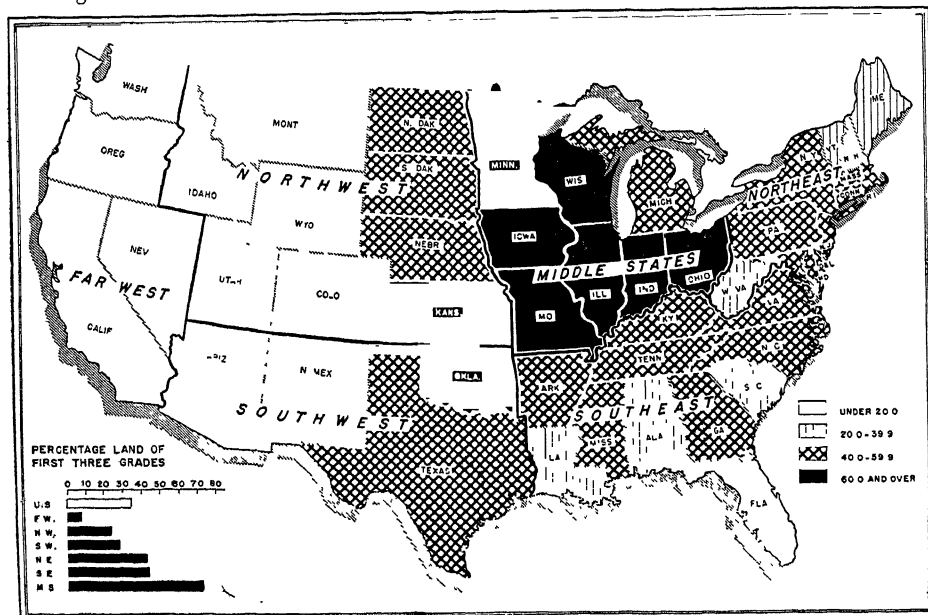 WASH
MONT
N. DAK
MINN.
ME
OREG
IDAHO
S DAK
WIS
MICH
N Y
VT
N H
NORTHWEST
NORTHEAST
CONN
WYO
NEBR
IOWA
PA
NEV
UTAH
COLO
KANS.
MIDDLE STATES
ILL
IND
OHIO
W VA
VA
FAR WEST
CALIF
MO
KY
N C
ARIZ
N MEX
OKLA.
ARK
TENN
S C
SOUTHWEST
SOUTHEAST
TEXAS
LA
MISS
ALA
GA
FLA
UNDER 20 0
20 0-39 9
40 0-59 9
60 0 AND OVER
PERCENTAGE LAND OF
FIRST THREE GRADES
0 10 20 30 40 50 60 70 80
U.S
F W.
N W,
S W.
N E
S E
M S